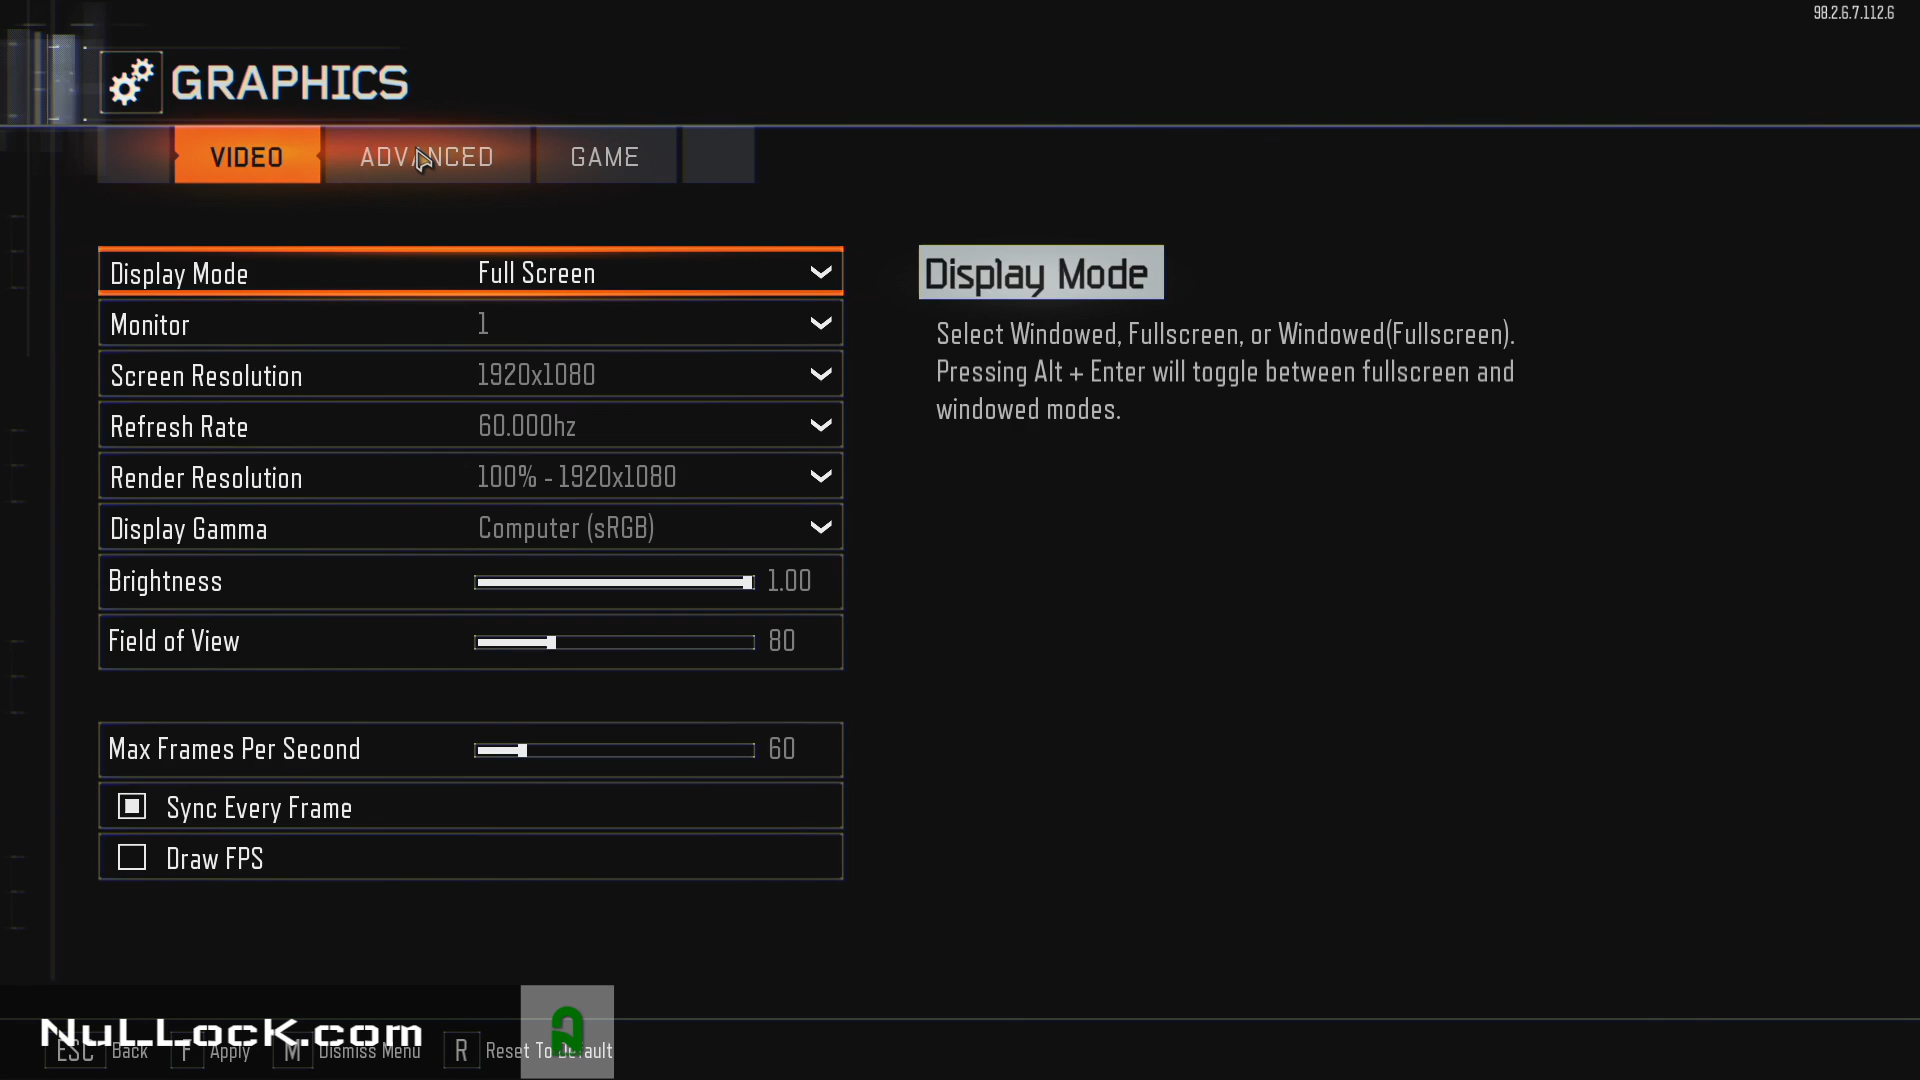 98.2.6.7.112.6
GRAPHICS
VIDEO
ADVANCED
GAME
Display Mode Full Screen
Monitor 1
Screen Resolution 1920x1080
Refresh Rate 60.000hz
Render Resolution 100% - 1920x1080
Display Gamma Computer (sRGB)
Brightness 1.00
Field of View 80
Max Frames Per Second 60
Sync Every Frame
Draw FPS
Display Mode
Select Windowed, Fullscreen, or Windowed(Fullscreen).
Pressing Alt + Enter will toggle between fullscreen and
windowed modes.
NuLLocK.com
ESC Back F Apply M Dismiss Menu R Reset To Default